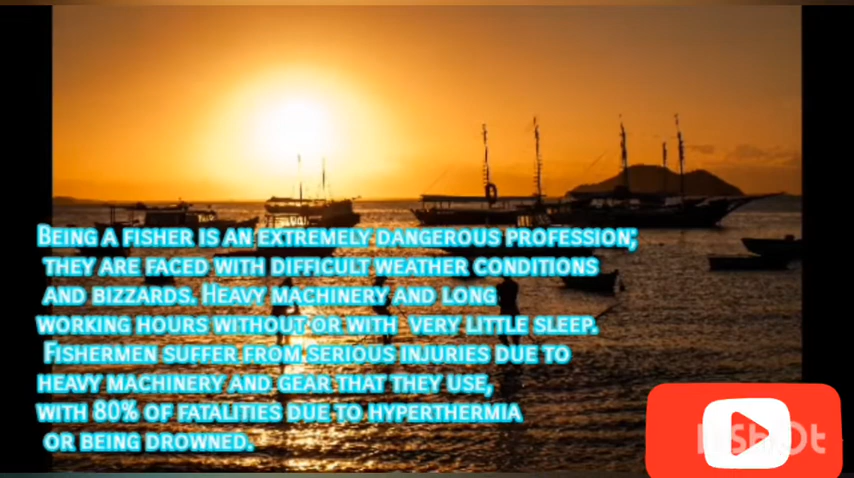 Being a fisher is an extremely dangerous profession;
they are faced with difficult weather conditions
and bizzards. Heavy machinery and long
working hours without or with very little sleep.
Fishermen suffer from serious injuries due to
heavy machinery and gear that they use,
with 80% of fatalities due to hyperthermia
or being drowned.
InShOt